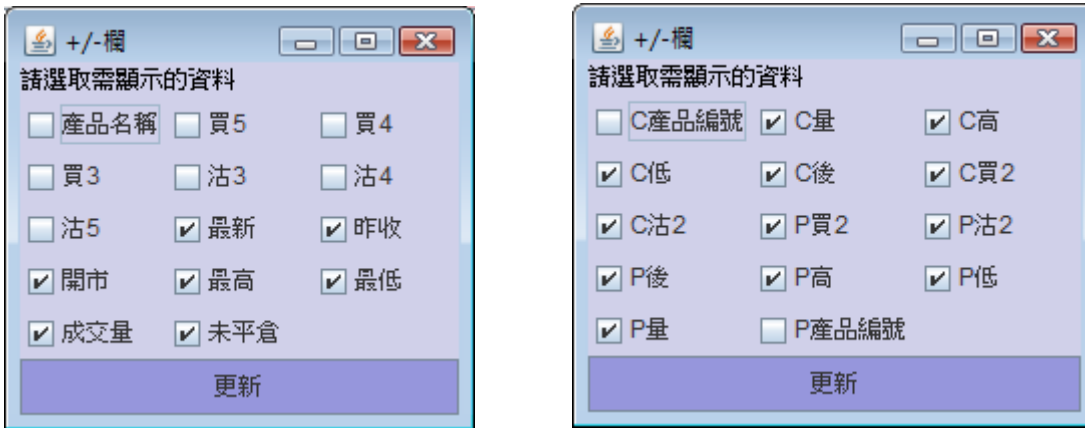 +/-欄
請選取需顯示的資料
產品名稱 買5 買4
買3 沽3 沽4
沽5 最新 昨收
開市 最高 最低
成交量 未平倉
更新
+/-欄
請選取需顯示的資料
C產品編號 C量 C高
C低 C後 C買2
C沽2 P買2 P沽2
P後 P高 P低
P量 P產品編號
更新